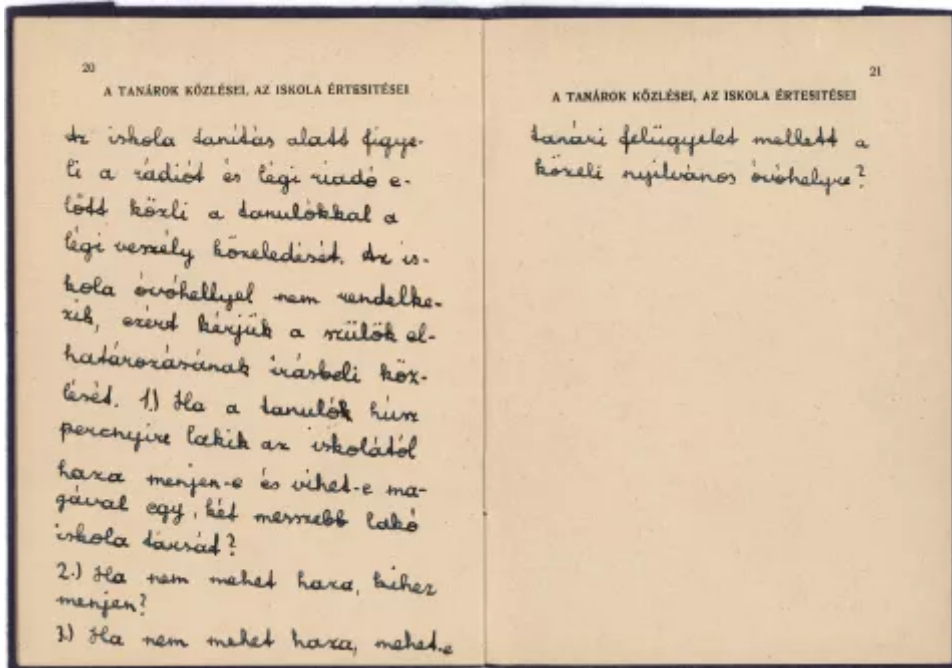 20
A TANÁROK KÖZLÉSEI, AZ ISKOLA ÉRTESITÉSEI
Az iskola tanítás alatt figye-
li a rádiót és légi riadó e-
lőtt közli a tanulókkal a
légi veszély közeledését. Az is-
kola óvóhellyel nem rendelke-
zik, ezért kérjük a szülők el-
határozásának írásbeli köz-
lését. 1.) Ha a tanulók húsz
percnyire lakik az iskolától
haza menjen-e és vihet-e ma-
gával egy, két messzebb lakó
iskola társát?
2.) Ha nem mehet haza, kihez
menjen?
3.) Ha nem mehet haza, mehet-e
21
A TANÁROK KÖZLÉSEI, AZ ISKOLA ÉRTESITÉSEI
tanári felügyelet mellett a
közeli nyilvános óvóhelyre?